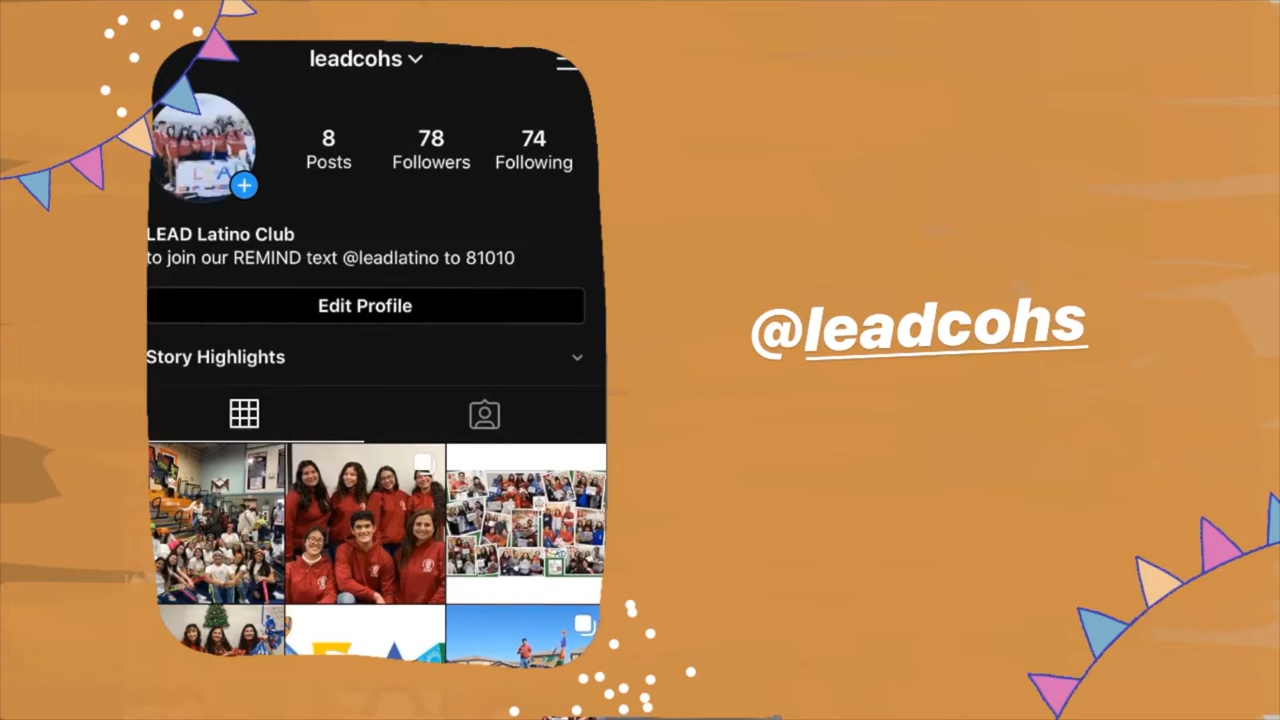 leadcohs
8 78 74
Posts Followers Following
LEAD Latino Club
to join our REMIND text @leadlatino to 81010
Edit Profile
Story Highlights
@leadcohs